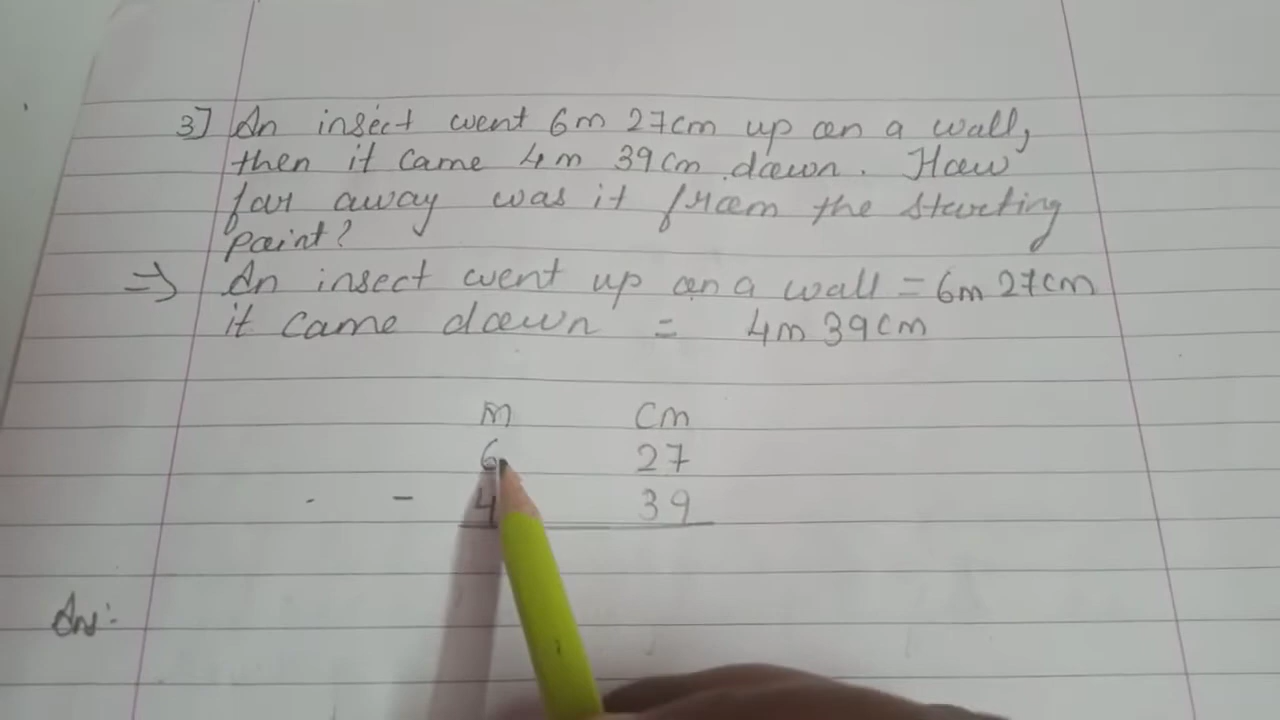 3] An insect went 6m 27cm up on a wall,
then it came 4m 39cm down. How
far away was it from the starting
point?
⇒ An insect went up on a wall = 6m 27cm
it came down = 4m 39cm
m cm
6 27
- 4 39
Ans: